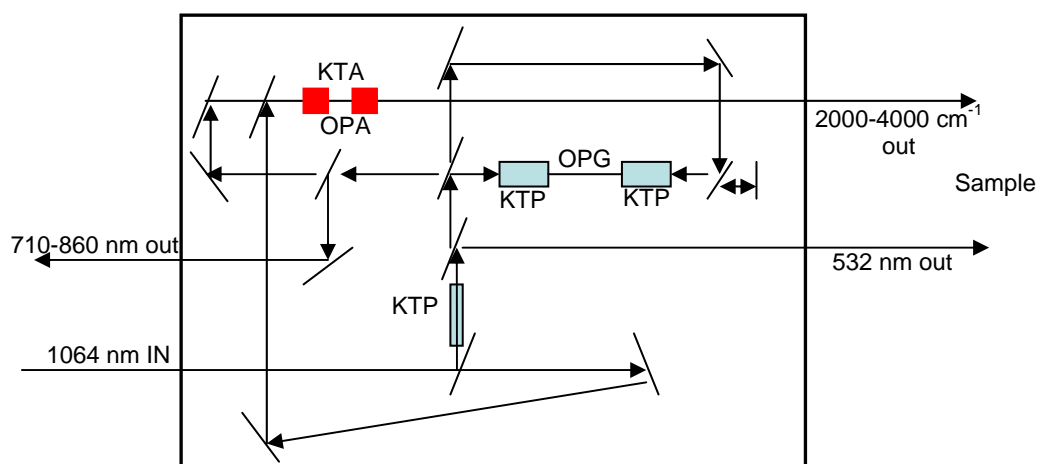 KTA
OPA
2000-4000 cm-1
out
OPG
KTP
KTP
Sample
710-860 nm out
532 nm out
KTP
1064 nm IN